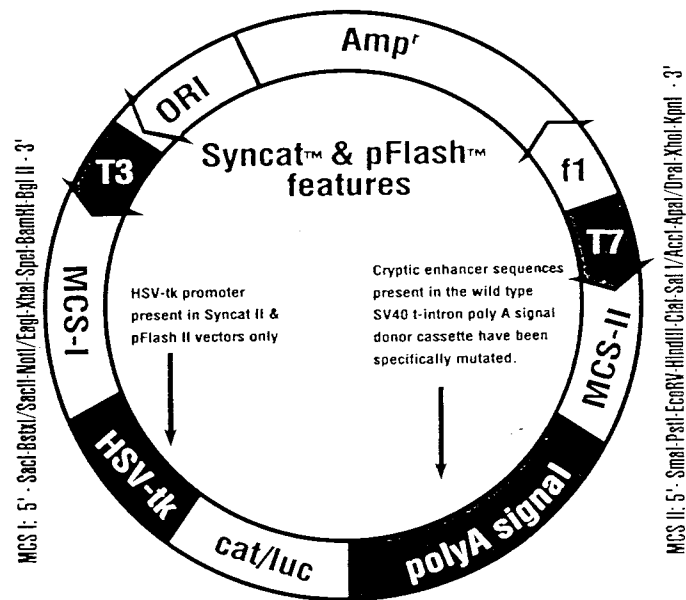 Ampʳ
ORI
T3
MCS-I
HSV-tk
cat/luc
polyA signal
MCS-II
T7
f1
Syncat™ & pFlash™
features
HSV-tk promoter
present in Syncat II &
pFlash II vectors only
Cryptic enhancer sequences
present in the wild type
SV40 t-intron poly A signal
donor cassette have been
specifically mutated.
MCS I: 5' - SacI-BstxI/SacII-NotI/EagI-XbaI-SpeI-BamHI-Bgl II - 3'
MCS II: 5' - SmaI-PstI-EcoRV-HindIII-ClaI-Sal I/AccI-ApaI/DraI-XhoI-KpnI - 3'